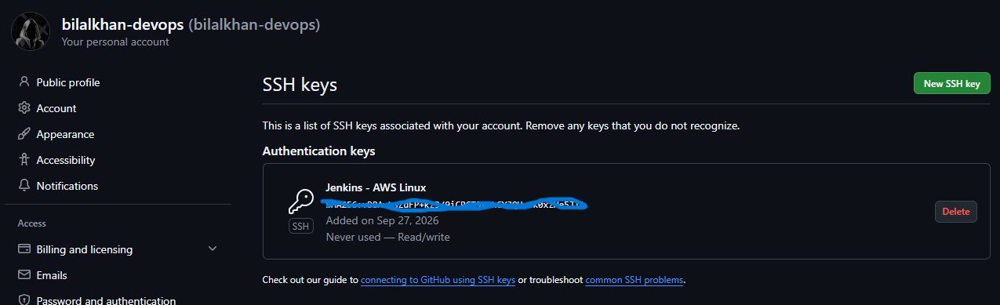 bilalkhan-devops (bilalkhan-devops)
Your personal account
Public profile
Account
Appearance
Accessibility
Notifications
Access
Billing and licensing
Emails
Password and authentication
SSH keys
New SSH key
This is a list of SSH keys associated with your account. Remove any keys that you do not recognize.
Authentication keys
Jenkins - AWS Linux
SSH
Added on Sep 27, 2026
Never used — Read/write
Delete
Check out our guide to connecting to GitHub using SSH keys or troubleshoot common SSH problems.